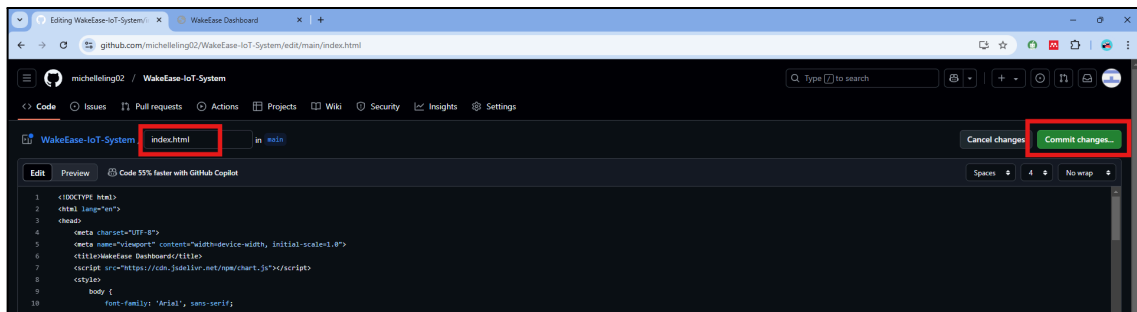 Editing WakeEase-IoT-System/i
WakeEase Dashboard
github.com/michelleling02/WakeEase-IoT-System/edit/main/index.html
michelleling02 / WakeEase-IoT-System
Type / to search
Code Issues Pull requests Actions Projects Wiki Security Insights Settings
WakeEase-IoT-System / index.html in main
Cancel changes Commit changes...
Edit Preview Code 55% faster with GitHub Copilot
Spaces 4 No wrap
1 <!DOCTYPE html>
2 <html lang="en">
3 <head>
4 <meta charset="UTF-8">
5 <meta name="viewport" content="width=device-width, initial-scale=1.0">
6 <title>WakeEase Dashboard</title>
7 <script src="https://cdn.jsdelivr.net/npm/chart.js"></script>
8 <style>
9 body {
10 font-family: 'Arial', sans-serif;